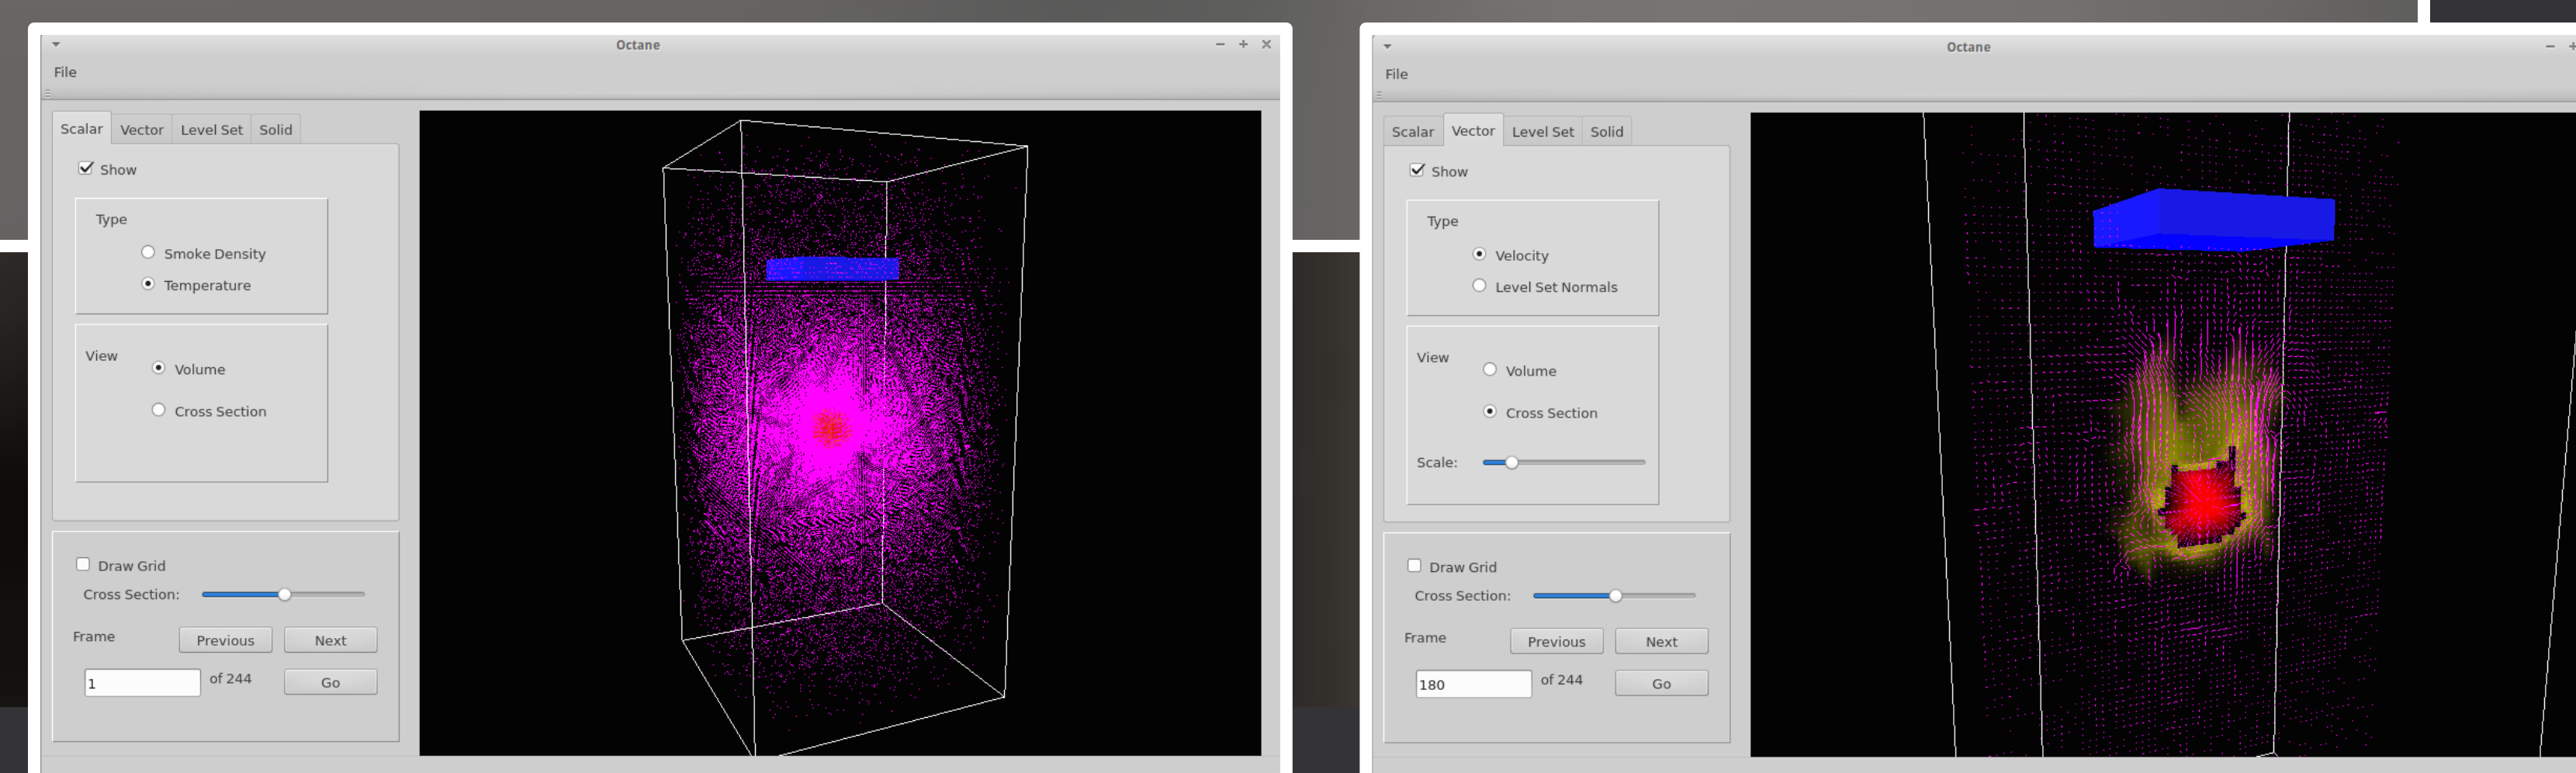 Octane
File
Scalar Vector Level Set Solid
Show
Type
Smoke Density
Temperature
View
Volume
Cross Section
Draw Grid
Cross Section:
Frame Previous Next
1 of 244 Go
Octane
File
Scalar Vector Level Set Solid
Show
Type
Velocity
Level Set Normals
View
Volume
Cross Section
Scale:
Draw Grid
Cross Section:
Frame Previous Next
180 of 244 Go